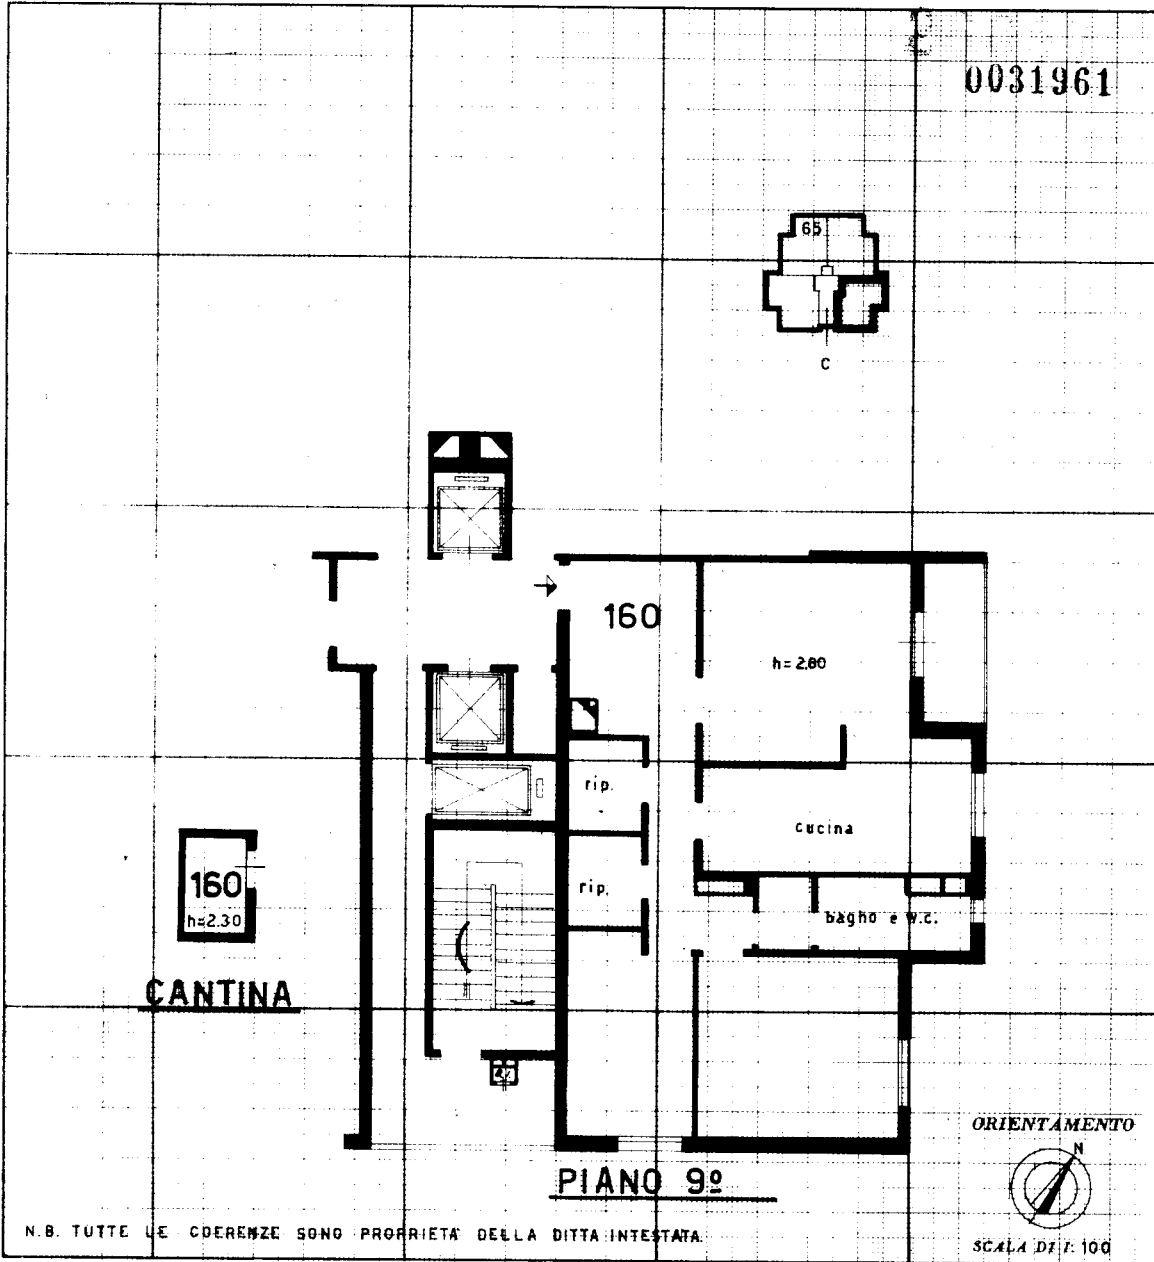 0031961
65
C
160
h=2.80
rip.
cucina
rip.
bagno e w.c.
160
h=2.30
CANTINA
PIANO 9º
ORIENTAMENTO
N
N.B. TUTTE LE COERENZE SONO PROPRIETÀ DELLA DITTA INTESTATA.
SCALA DI 1: 100